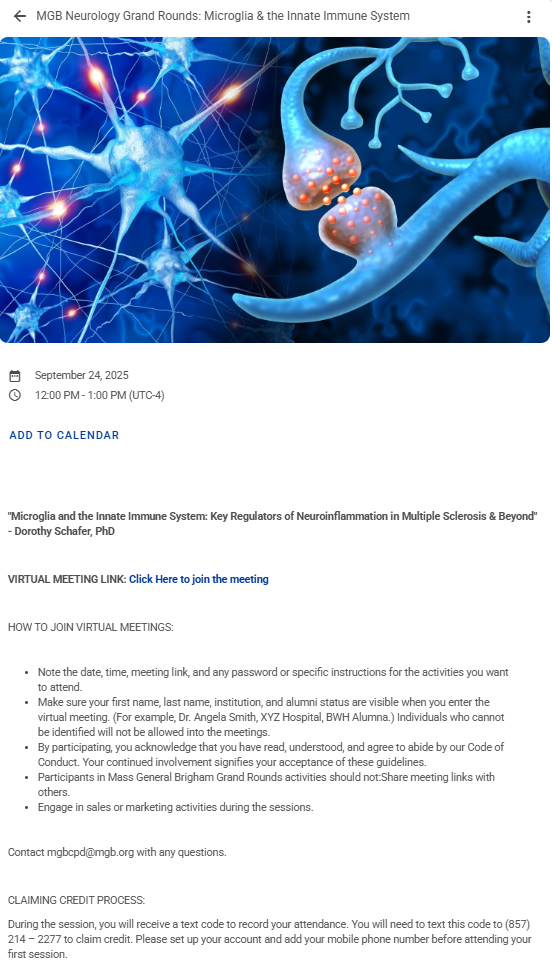 MGB Neurology Grand Rounds: Microglia & the Innate Immune System
September 24, 2025
12:00 PM - 1:00 PM (UTC-4)
ADD TO CALENDAR
"Microglia and the Innate Immune System: Key Regulators of Neuroinflammation in Multiple Sclerosis & Beyond"
- Dorothy Schafer, PhD
VIRTUAL MEETING LINK: Click Here to join the meeting
HOW TO JOIN VIRTUAL MEETINGS:
• Note the date, time, meeting link, and any password or specific instructions for the activities you want
to attend.
• Make sure your first name, last name, institution, and alumni status are visible when you enter the
virtual meeting. (For example, Dr. Angela Smith, XYZ Hospital, BWH Alumna.) Individuals who cannot
be identified will not be allowed into the meetings.
• By participating, you acknowledge that you have read, understood, and agree to abide by our Code of
Conduct. Your continued involvement signifies your acceptance of these guidelines.
• Participants in Mass General Brigham Grand Rounds activities should not:Share meeting links with
others.
• Engage in sales or marketing activities during the sessions.
Contact mgbcpd@mgb.org with any questions.
CLAIMING CREDIT PROCESS:
During the session, you will receive a text code to record your attendance. You will need to text this code to (857)
214 – 2277 to claim credit. Please set up your account and add your mobile phone number before attending your
first session.